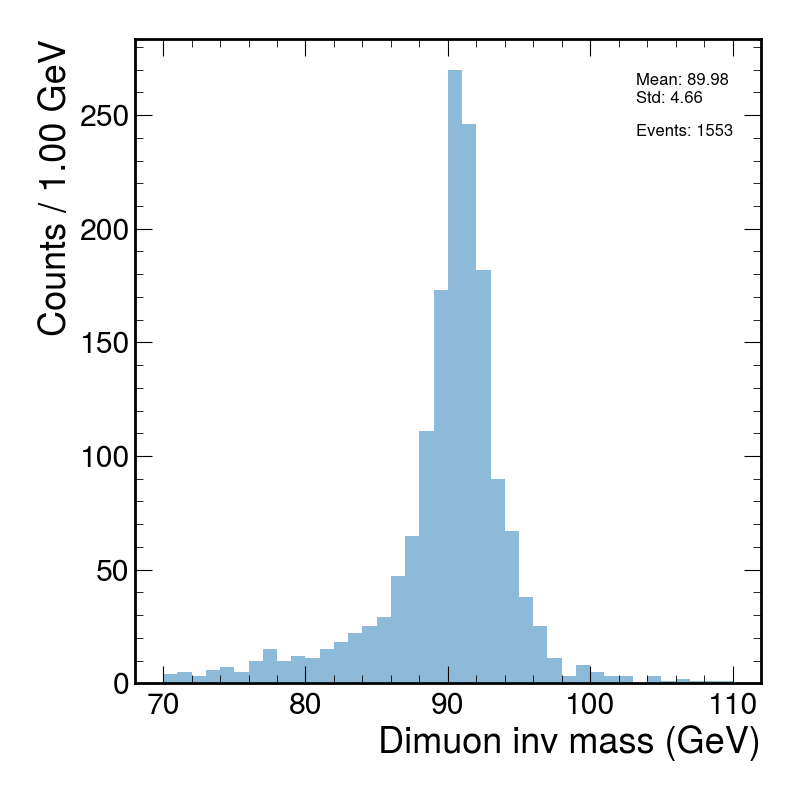 Counts / 1.00 GeV
250
200
150
100
50
0
Mean: 89.98
Std: 4.66
Events: 1553
70 80 90 100 110
Dimuon inv mass (GeV)